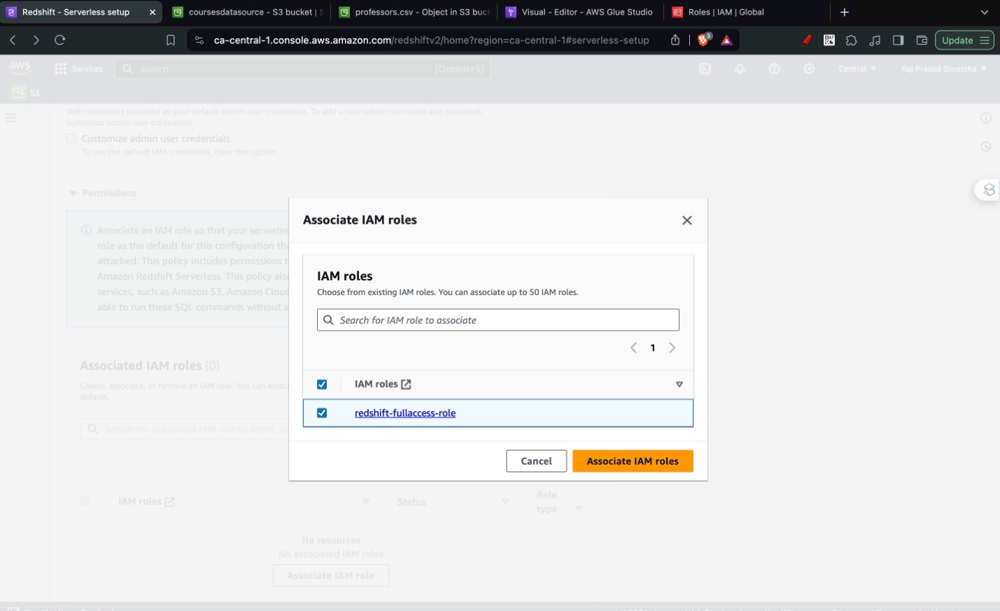 Redshift - Serverless setup
coursesdatasource - S3 bucket | S
professors.csv - Object in S3 buck
Visual - Editor - AWS Glue Studio
Roles | IAM | Global
ca-central-1.console.aws.amazon.com/redshiftv2/home?region=ca-central-1#serverless-setup
3
Update
aws
Services
Search
[Option+S]
Central
Raj Prasad Shrestha
S3
IAM credentials provided as your default admin user credentials. To add a new admin username and password,
customize admin user credentials.
Customize admin user credentials
To use the default IAM credentials, clear this option.
Permissions
Associate an IAM role so that your serverles
role as the default for this configuration tha
attached. This policy includes permissions t
Amazon Redshift Serverless. This policy also
services, such as Amazon S3, Amazon Cloud
able to run these SQL commands without a
Associated IAM roles (0)
Create, associate, or remove an IAM role. You can assoc
default.
Search for associated IAM role by name, st
IAM roles
Status
Role
type
No resources
No associated IAM roles
Associate IAM role
Associate IAM roles
IAM roles
Choose from existing IAM roles. You can associate up to 50 IAM roles.
Search for IAM role to associate
1
IAM roles
redshift-fullaccess-role
Cancel
Associate IAM roles